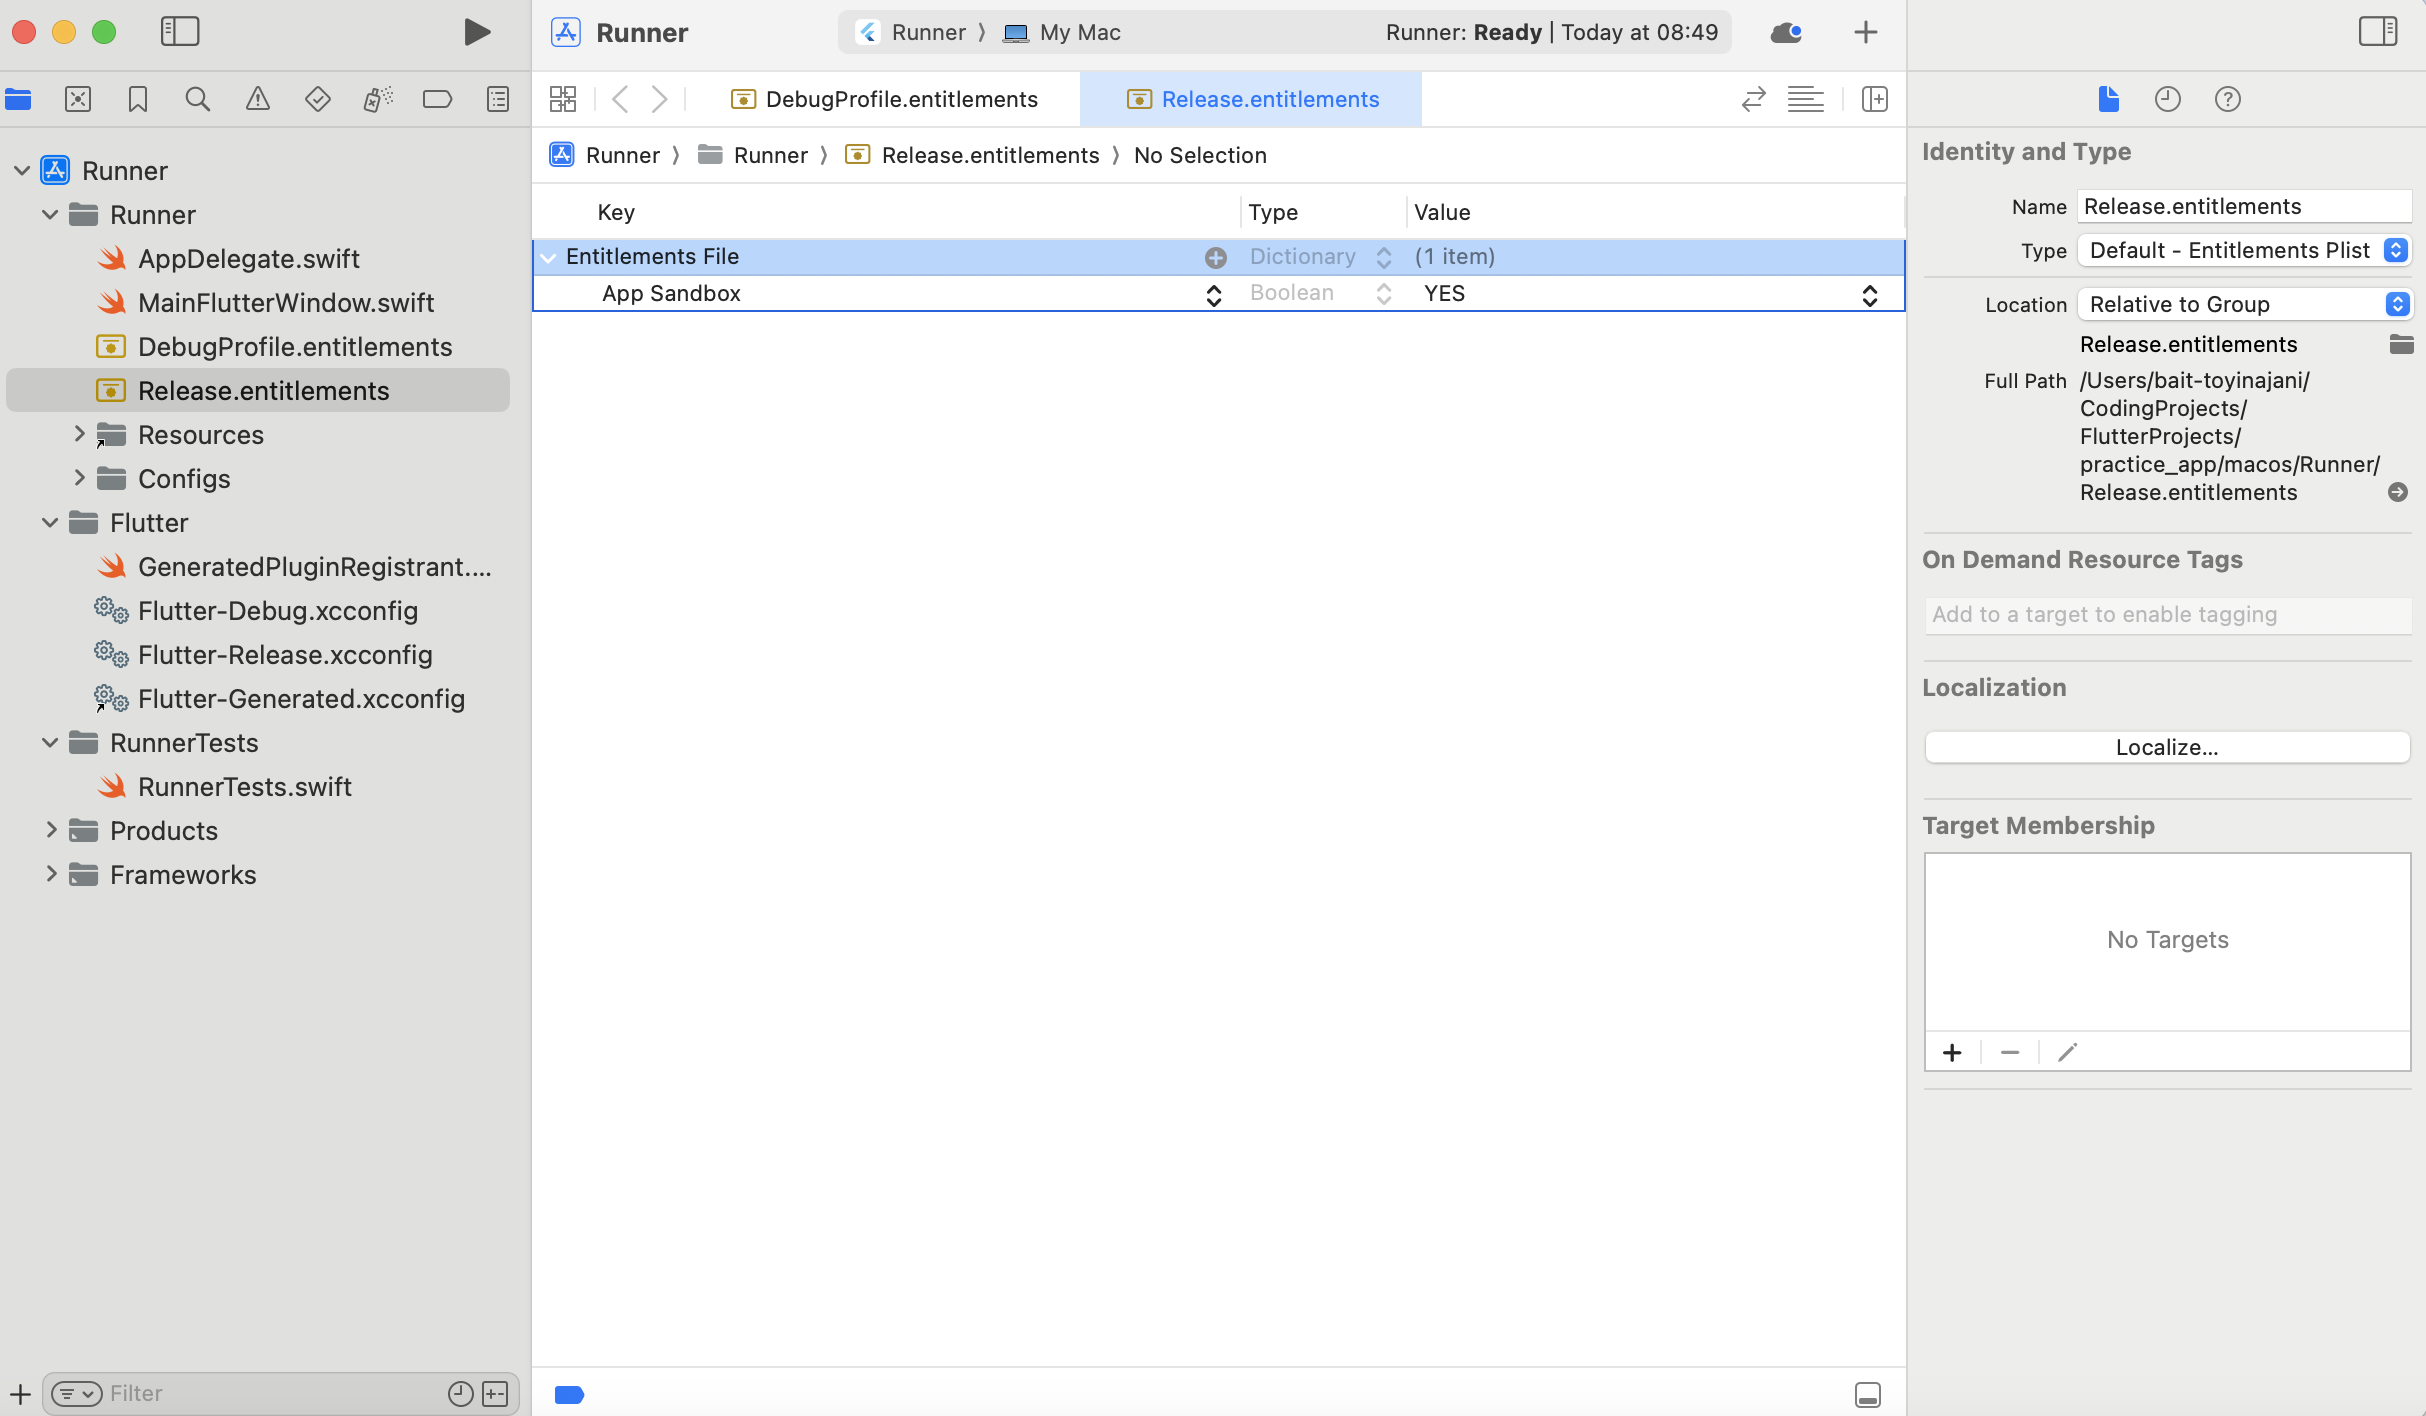 Runner
Runner
My Mac
Runner: Ready | Today at 08:49
DebugProfile.entitlements
Release.entitlements
Runner
Runner
Release.entitlements
No Selection
Runner
Runner
AppDelegate.swift
MainFlutterWindow.swift
DebugProfile.entitlements
Release.entitlements
Resources
Configs
Flutter
GeneratedPluginRegistrant....
Flutter-Debug.xcconfig
Flutter-Release.xcconfig
Flutter-Generated.xcconfig
RunnerTests
RunnerTests.swift
Products
Frameworks
Filter
Key Type Value
Entitlements File Dictionary (1 item)
App Sandbox Boolean YES
Identity and Type
Name Release.entitlements
Type Default - Entitlements Plist
Location Relative to Group
Release.entitlements
Full Path /Users/bait-toyinajani/
CodingProjects/
FlutterProjects/
practice_app/macos/Runner/
Release.entitlements
On Demand Resource Tags
Add to a target to enable tagging
Localization
Localize...
Target Membership
No Targets